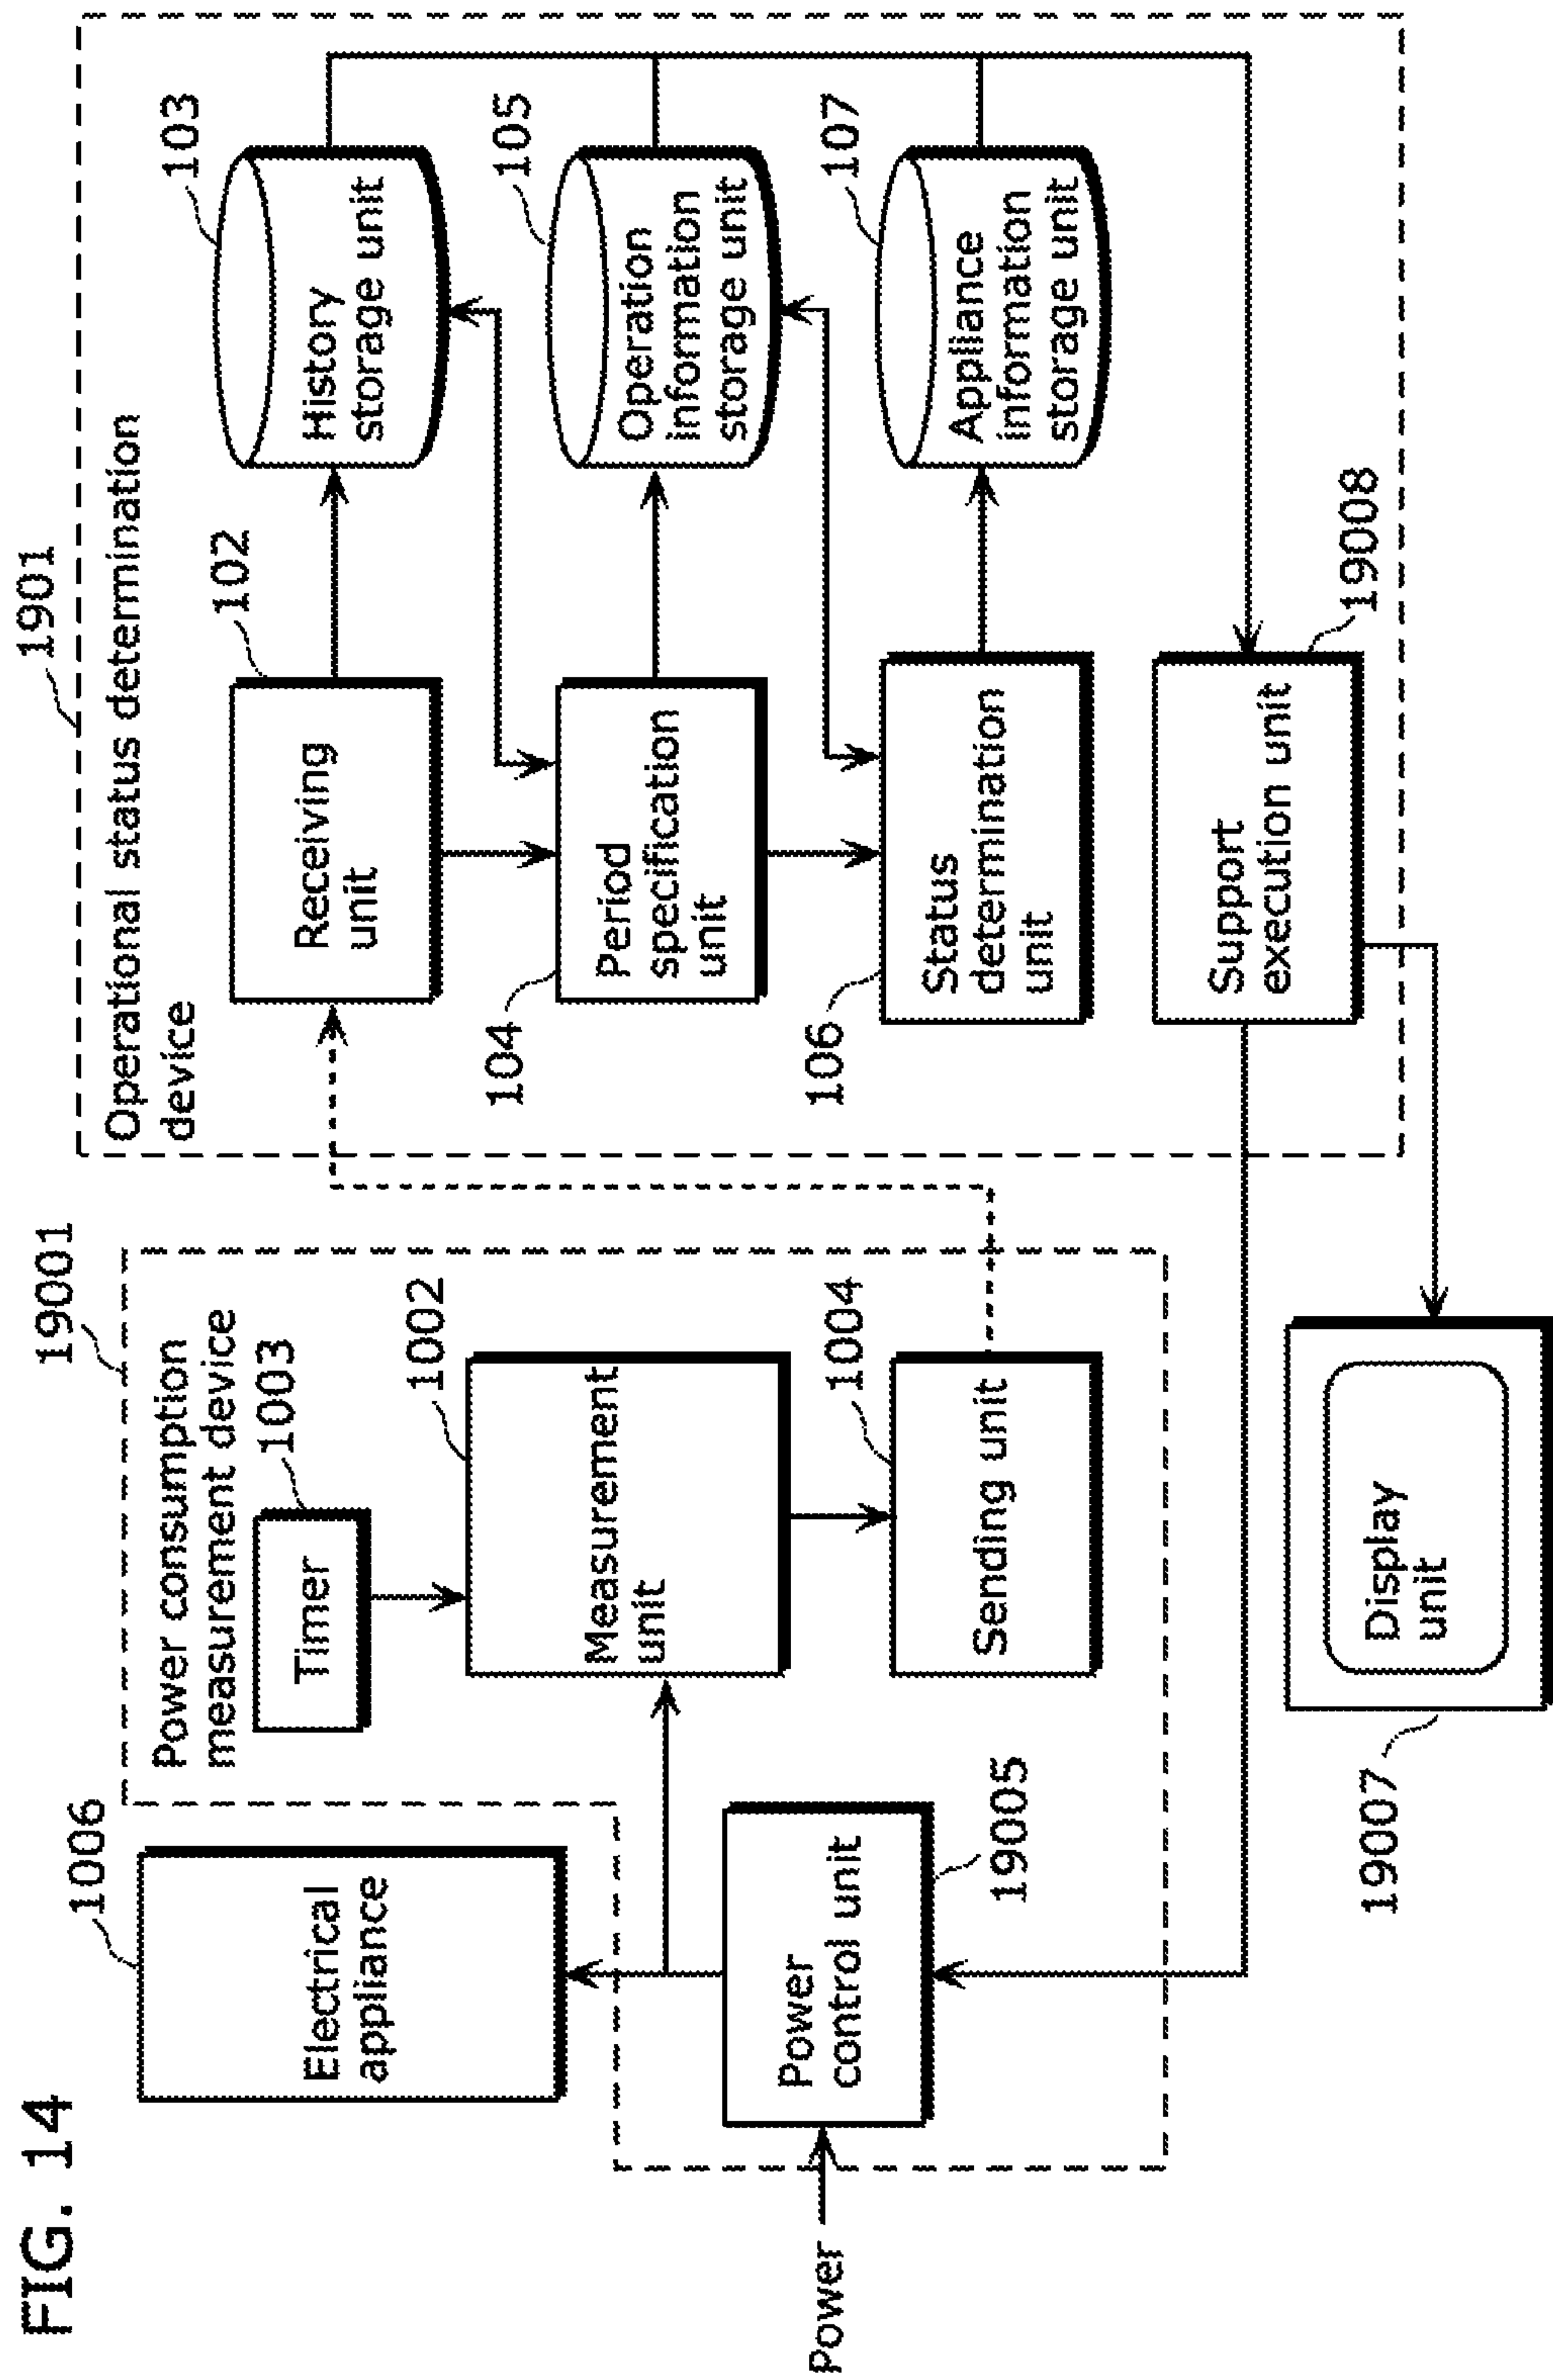 FIG. 14
1006
Electrical
appliance
Power
Power
control unit
19005
19001
Power consumption
measurement device
1003
Timer
1002
Measurement
unit
1004
Sending unit
19007
Display
unit
1901
Operational status determination
device
102
Receiving
unit
103
History
storage unit
104
Period
specification
unit
105
Operation
information
storage unit
106
Status
determination
unit
107
Appliance
information
storage unit
Support
execution unit
19008